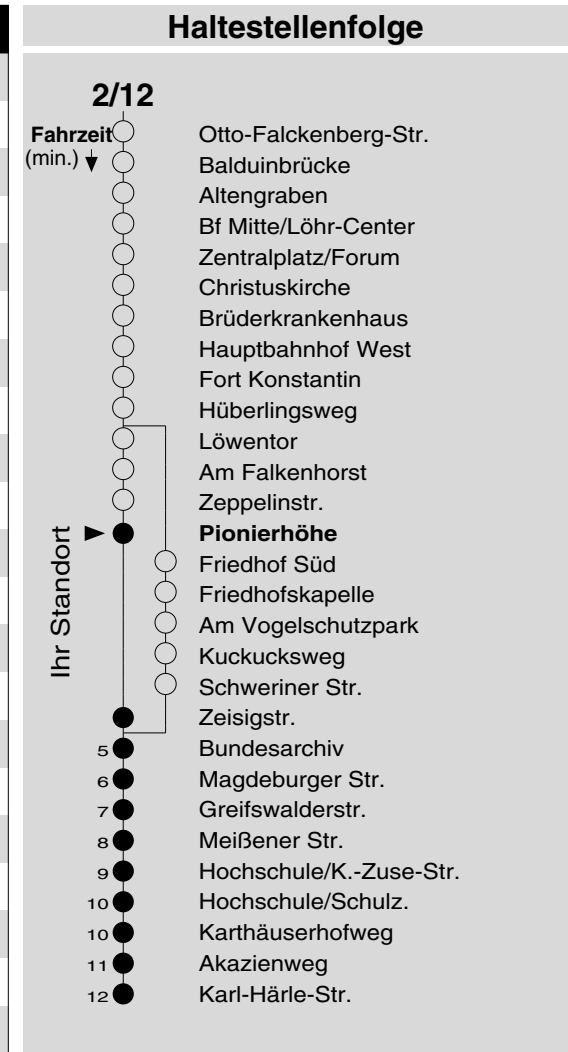 Haltestellenfolge
2/12
Fahrzeit
(min.)
Otto-Falckenberg-Str.
Balduinbrücke
Altengraben
Bf Mitte/Löhr-Center
Zentralplatz/Forum
Christuskirche
Brüderkrankenhaus
Hauptbahnhof West
Fort Konstantin
Hüberlingsweg
Löwentor
Am Falkenhorst
Zeppelinstr.
Ihr Standort
Pionierhöhe
Friedhof Süd
Friedhofskapelle
Am Vogelschutzpark
Kuckucksweg
Schweriner Str.
Zeisigstr.
5 Bundesarchiv
6 Magdeburger Str.
7 Greifswalderstr.
8 Meißener Str.
9 Hochschule/K.-Zuse-Str.
10 Hochschule/Schulz.
10 Karthäuserhofweg
11 Akazienweg
12 Karl-Härle-Str.